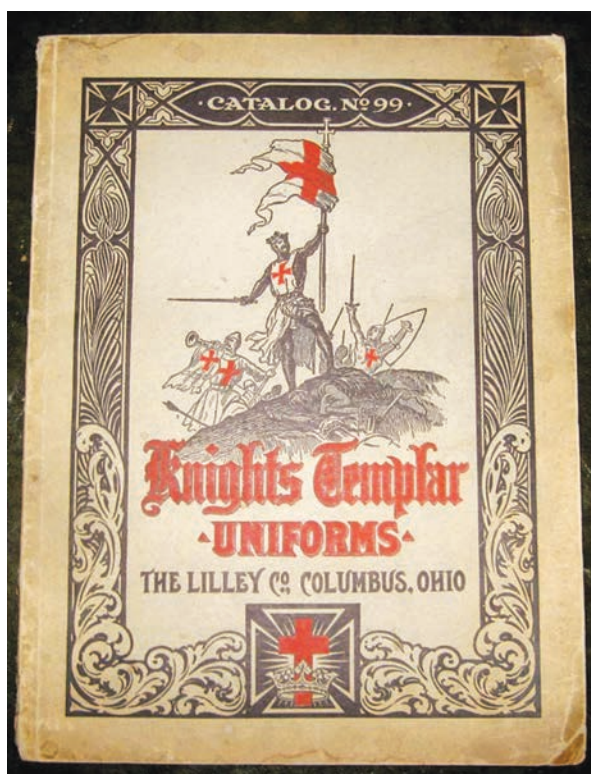 ·CATALOG. Nº 99·
Knights Templar
UNIFORMS
THE LILLEY Cº. COLUMBUS, OHIO